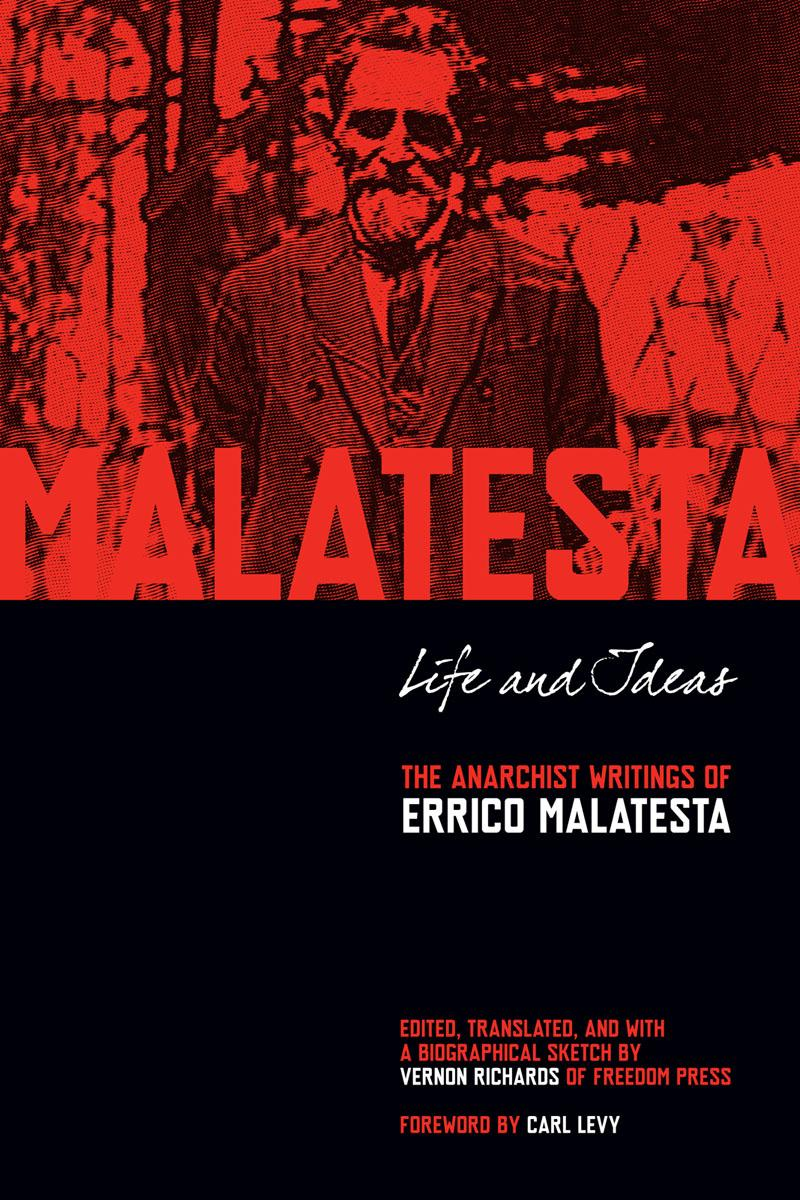 MALATESTA
Life and Ideas
THE ANARCHIST WRITINGS OF
ERRICO MALATESTA
EDITED, TRANSLATED, AND WITH
A BIOGRAPHICAL SKETCH BY
VERNON RICHARDS OF FREEDOM PRESS
FOREWORD BY CARL LEVY